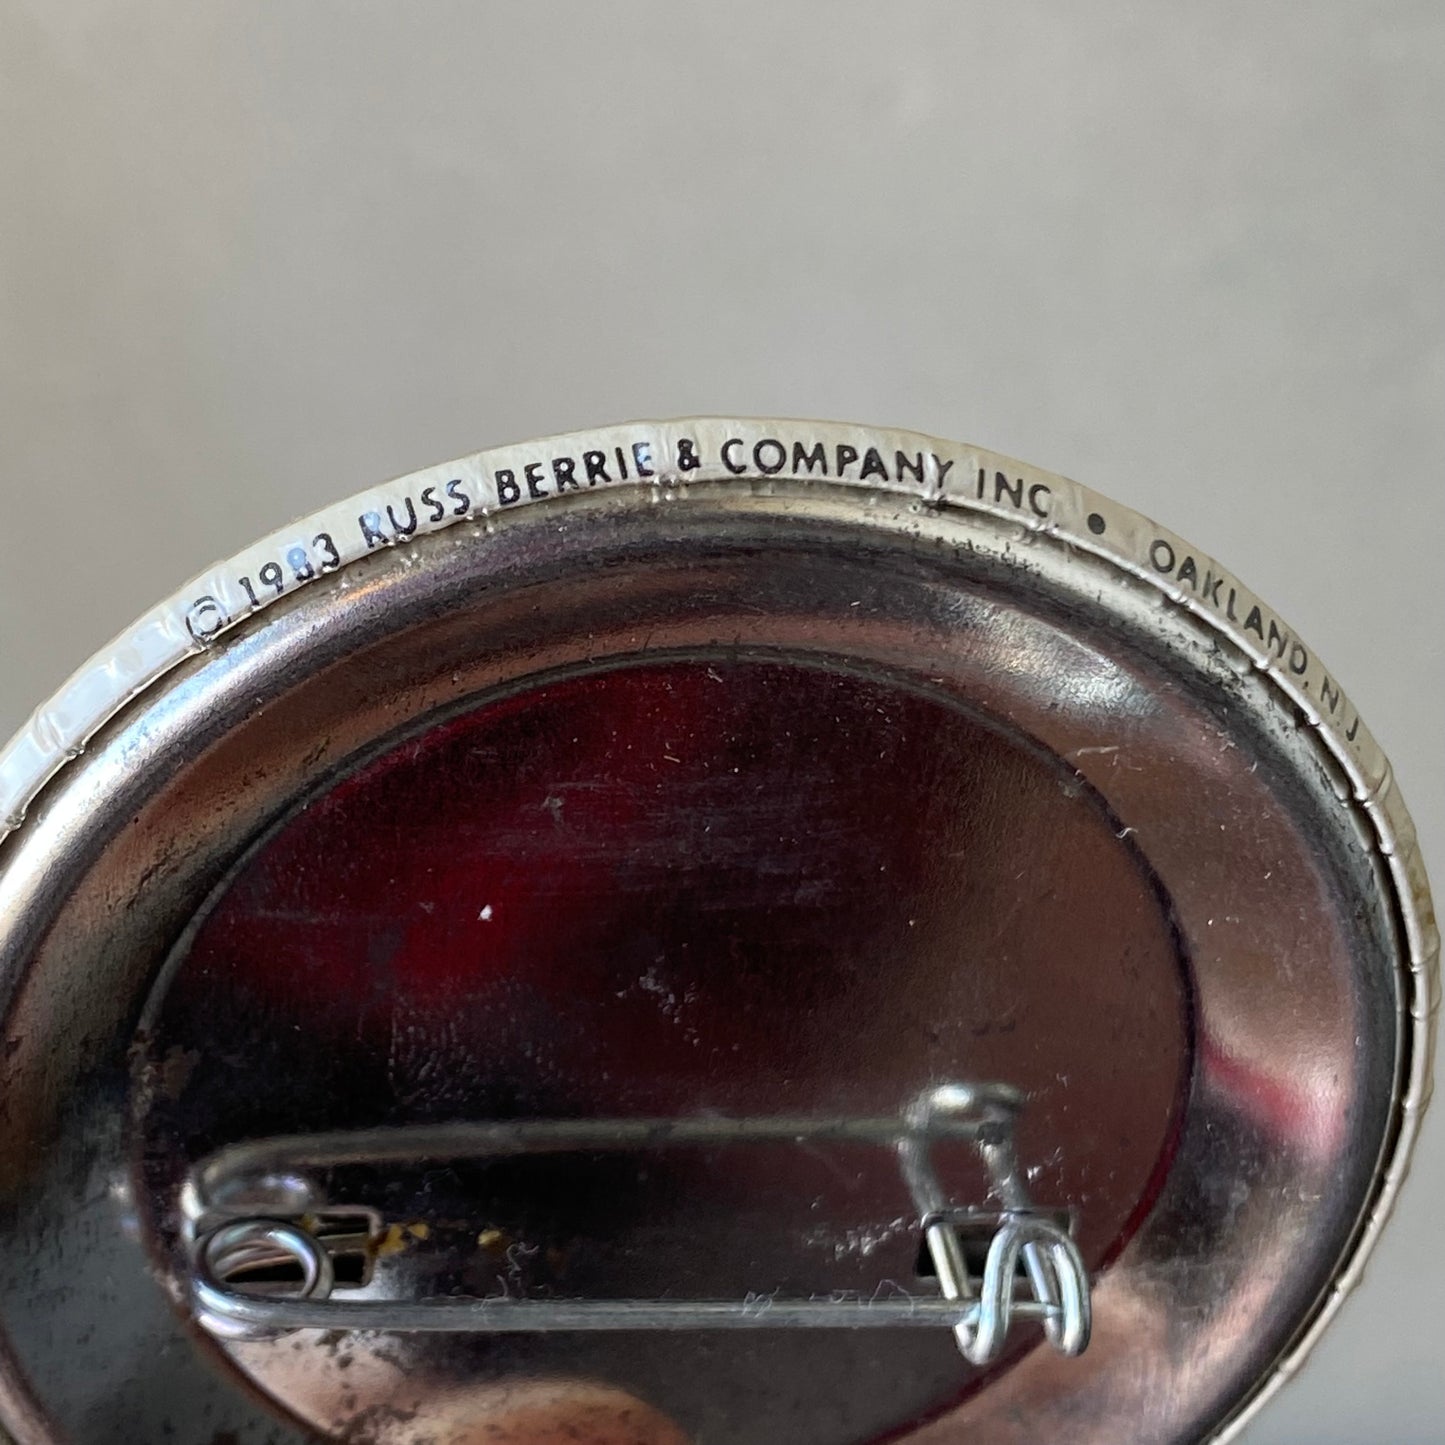 © 1983 RUSS BERRIE & COMPANY INC. • OAKLAND, N.J.